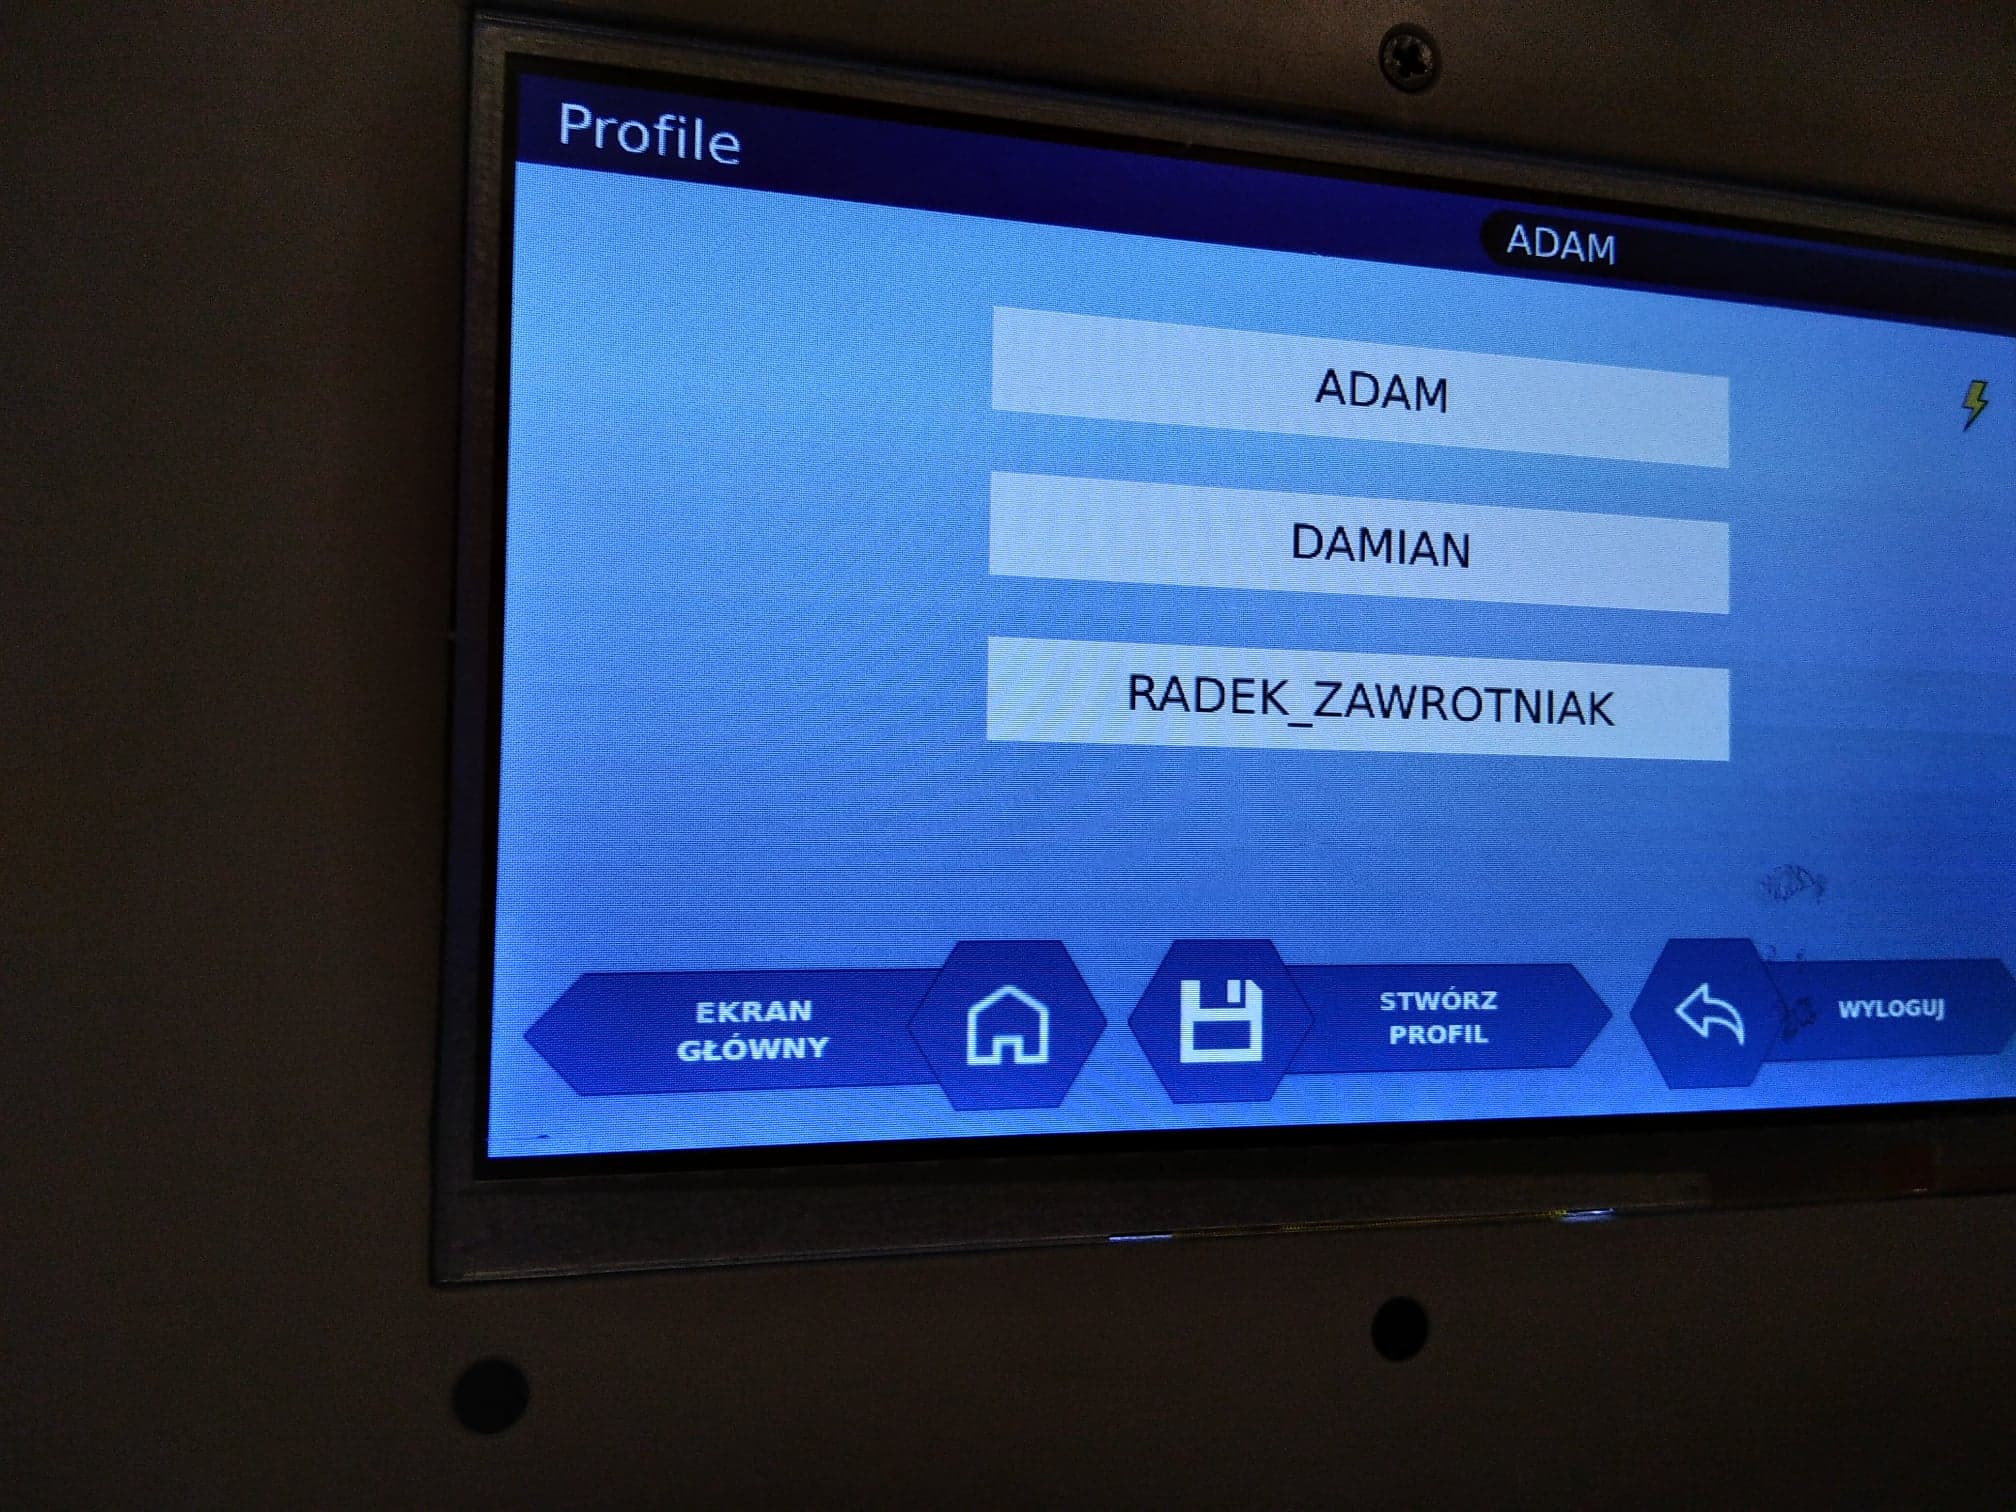 Profile
ADAM
ADAM
DAMIAN
RADEK_ZAWROTNIAK
EKRAN
GŁÓWNY
STWÓRZ
PROFIL
WYLOGUJ